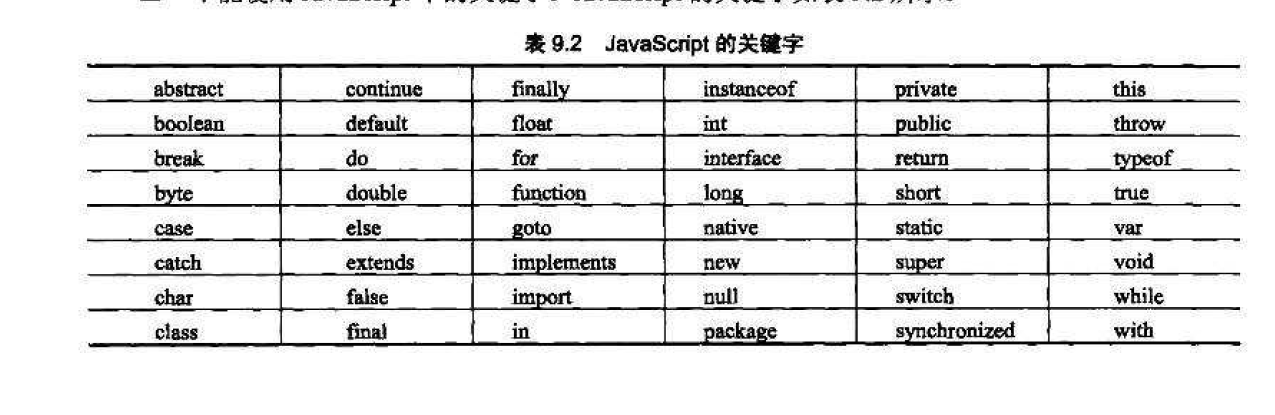 表 9.2 JavaScript 的关键字
abstract continue finally instanceof private this
boolean default float int public throw
break do for interface return typeof
byte double function long short true
case else goto native static var
catch extends implements new super void
char false import null switch while
class final in package synchronized with